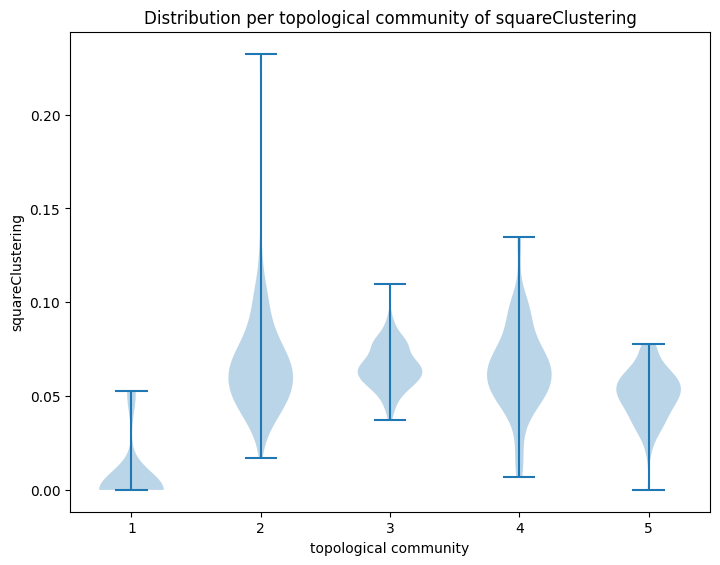 Distribution per topological community of squareClustering
squareClustering
0.20
0.15
0.10
0.05
0.00
1 2 3 4 5
topological community